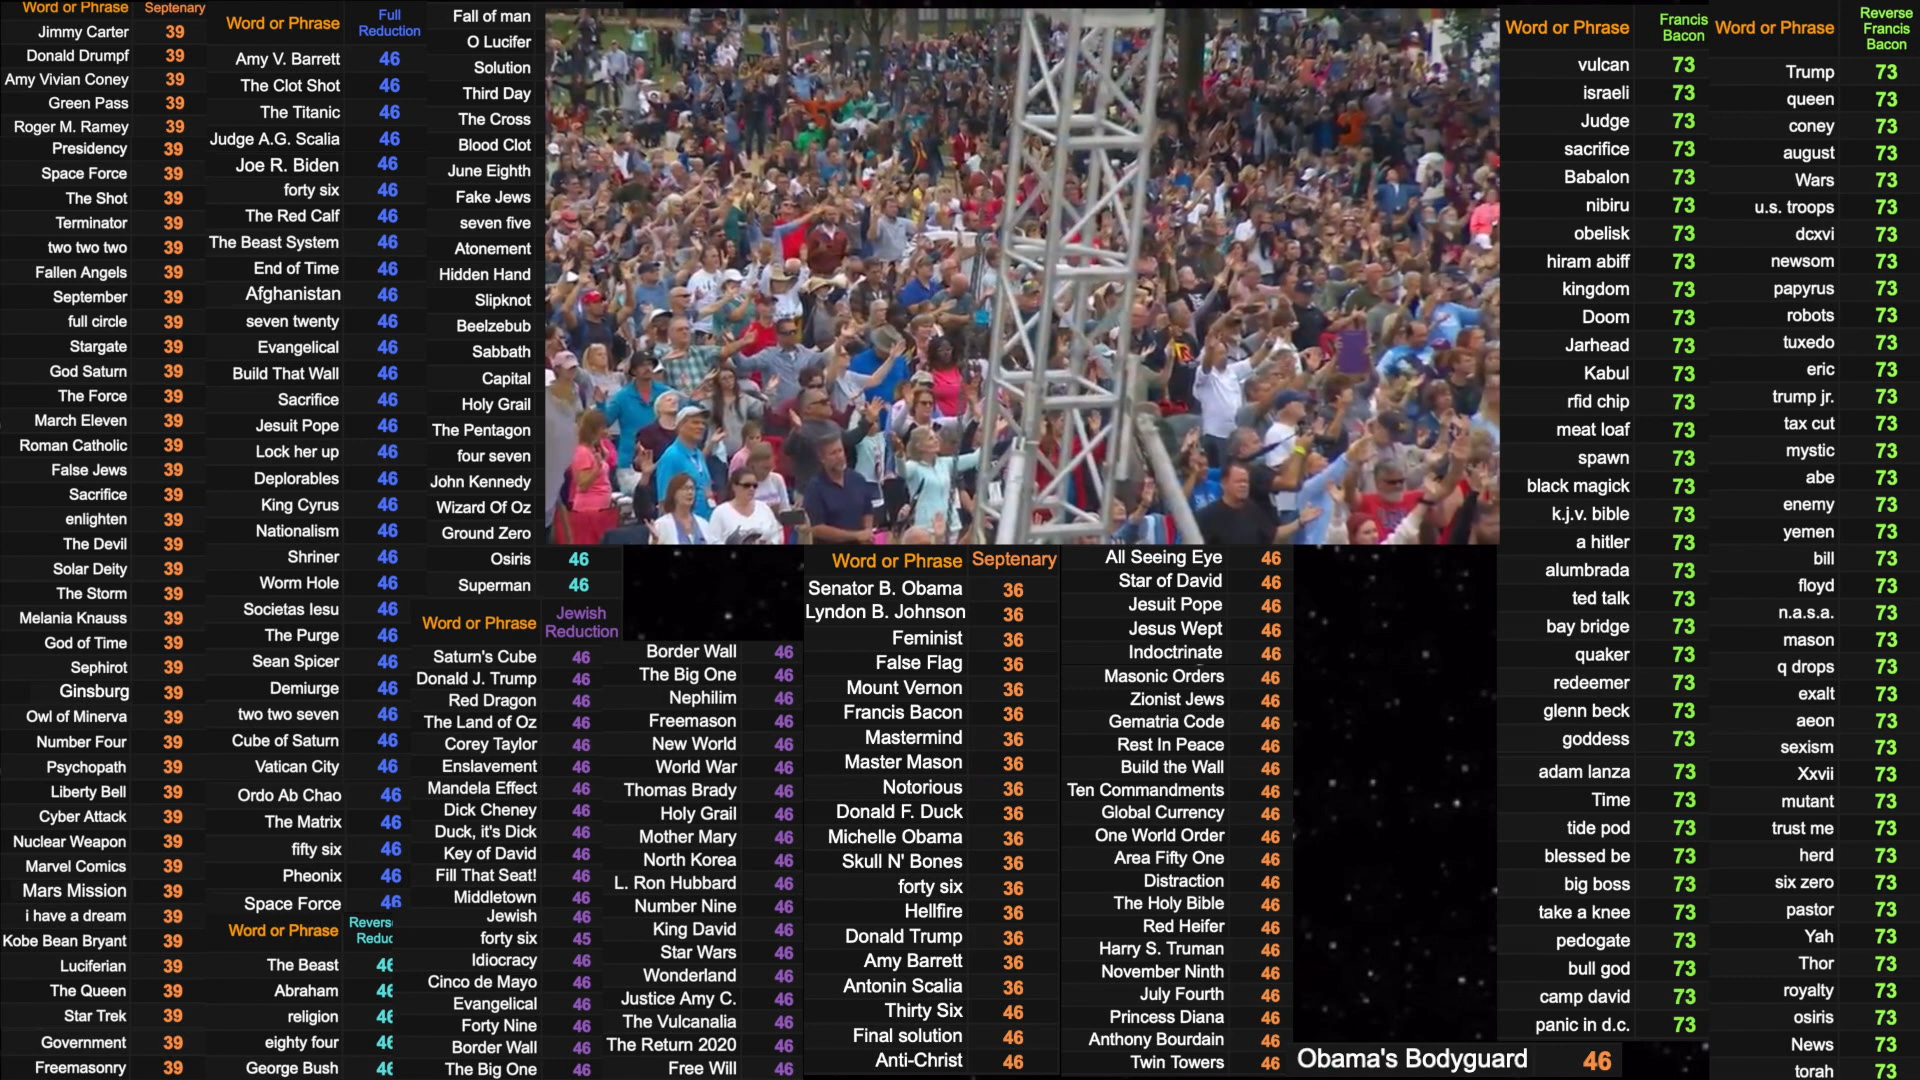 Word or Phrase Septenary
Jimmy Carter 39
Donald Drumpf 39
Amy Vivian Coney 39
Green Pass 39
Roger M. Ramey 39
Presidency 39
Space Force 39
The Shot 39
Terminator 39
two two two 39
Fallen Angels 39
September 39
full circle 39
Stargate 39
God Saturn 39
The Force 39
March Eleven 39
Roman Catholic 39
False Jews 39
Sacrifice 39
enlighten 39
The Devil 39
Solar Deity 39
The Storm 39
Melania Knauss 39
God of Time 39
Sephirot 39
Ginsburg 39
Owl of Minerva 39
Number Four 39
Psychopath 39
Liberty Bell 39
Cyber Attack 39
Nuclear Weapon 39
Marvel Comics 39
Mars Mission 39
i have a dream 39
Kobe Bean Bryant 39
Luciferian 39
The Queen 39
Star Trek 39
Government 39
Freemasonry 39
Word or Phrase Full Reduction
Amy V. Barrett 46
The Clot Shot 46
The Titanic 46
Judge A.G. Scalia 46
Joe R. Biden 46
forty six 46
The Red Calf 46
The Beast System 46
End of Time 46
Afghanistan 46
seven twenty 46
Evangelical 46
Build That Wall 46
Sacrifice 46
Jesuit Pope 46
Lock her up 46
Deplorables 46
King Cyrus 46
Nationalism 46
Shriner 46
Worm Hole 46
Societas Iesu 46
The Purge 46
Sean Spicer 46
Demiurge 46
two two seven 46
Cube of Saturn 46
Vatican City 46
Ordo Ab Chao 46
The Matrix 46
fifty six 46
Pheonix 46
Space Force 46
Word or Phrase Revers Reduc
The Beast 46
Abraham 46
religion 46
eighty four 46
George Bush 46
Fall of man
O Lucifer
Solution
Third Day
The Cross
Blood Clot
June Eighth
Fake Jews
seven five
Atonement
Hidden Hand
Slipknot
Beelzebub
Sabbath
Capital
Holy Grail
The Pentagon
four seven
John Kennedy
Wizard Of Oz
Ground Zero
Osiris 46
Superman 46
Word or Phrase Jewish Reduction
Saturn's Cube 46
Donald J. Trump 46
Red Dragon 46
The Land of Oz 46
Corey Taylor 46
Enslavement 46
Mandela Effect 46
Dick Cheney 46
Duck, it's Dick 46
Key of David 46
Fill That Seat! 46
Middletown 46
Jewish 46
forty six 45
Idiocracy 46
Cinco de Mayo 46
Evangelical 46
Forty Nine 46
Border Wall 46
The Big One 46
Border Wall 46
The Big One 46
Nephilim 46
Freemason 46
New World 46
World War 46
Thomas Brady 46
Holy Grail 46
Mother Mary 46
North Korea 46
L. Ron Hubbard 46
Number Nine 46
King David 46
Star Wars 46
Wonderland 46
Justice Amy C. 46
The Vulcanalia 46
The Return 2020 46
Free Will 46
Word or Phrase Septenary
Senator B. Obama 36
Lyndon B. Johnson 36
Feminist 36
False Flag 36
Mount Vernon 36
Francis Bacon 36
Mastermind 36
Master Mason 36
Notorious 36
Donald F. Duck 36
Michelle Obama 36
Skull N' Bones 36
forty six 36
Hellfire 36
Donald Trump 36
Amy Barrett 36
Antonin Scalia 36
Thirty Six 46
Final solution 46
Anti-Christ 46
All Seeing Eye 46
Star of David 46
Jesuit Pope 46
Jesus Wept 46
Indoctrinate 46
Masonic Orders 46
Zionist Jews 46
Gematria Code 46
Rest In Peace 46
Build the Wall 46
Ten Commandments 46
Global Currency 46
One World Order 46
Area Fifty One 46
Distraction 46
The Holy Bible 46
Red Heifer 46
Harry S. Truman 46
November Ninth 46
July Fourth 46
Princess Diana 46
Anthony Bourdain 46
Twin Towers 46
Obama's Bodyguard 46
Word or Phrase Francis Bacon
vulcan 73
israeli 73
Judge 73
sacrifice 73
Babalon 73
nibiru 73
obelisk 73
hiram abiff 73
kingdom 73
Doom 73
Jarhead 73
Kabul 73
rfid chip 73
meat loaf 73
spawn 73
black magick 73
k.j.v. bible 73
a hitler 73
alumbrada 73
ted talk 73
bay bridge 73
quaker 73
redeemer 73
glenn beck 73
goddess 73
adam lanza 73
Time 73
tide pod 73
blessed be 73
big boss 73
take a knee 73
pedogate 73
bull god 73
camp david 73
panic in d.c. 73
Word or Phrase Reverse Francis Bacon
Trump 73
queen 73
coney 73
august 73
Wars 73
u.s. troops 73
dcxvi 73
newsom 73
papyrus 73
robots 73
tuxedo 73
eric 73
trump jr. 73
tax cut 73
mystic 73
abe 73
enemy 73
yemen 73
bill 73
floyd 73
n.a.s.a. 73
mason 73
q drops 73
exalt 73
aeon 73
sexism 73
Xxvii 73
mutant 73
trust me 73
herd 73
six zero 73
pastor 73
Yah 73
Thor 73
royalty 73
osiris 73
News 73
torah 73